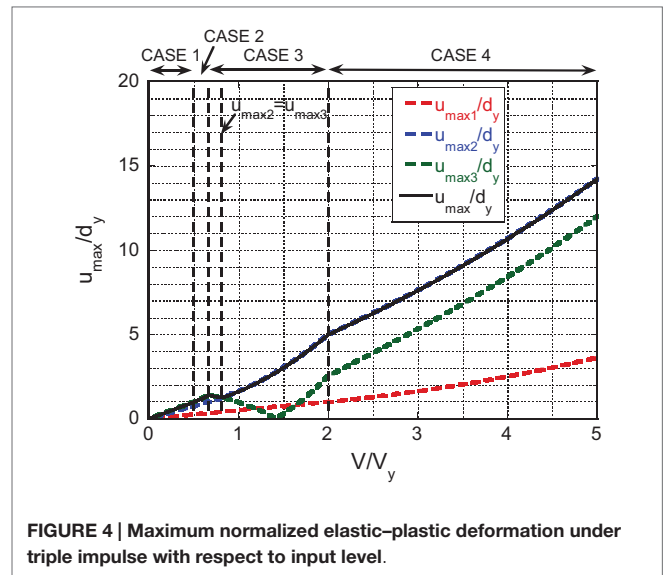 CASE 2
CASE 1 CASE 3 CASE 4
20
u_max2=u_max3
u_max1/d_y
u_max2/d_y
u_max3/d_y
u_max/d_y
15
10
5
0
u_max/d_y
0 1 2 3 4 5
V/V_y
FIGURE 4 | Maximum normalized elastic–plastic deformation under
triple impulse with respect to input level.